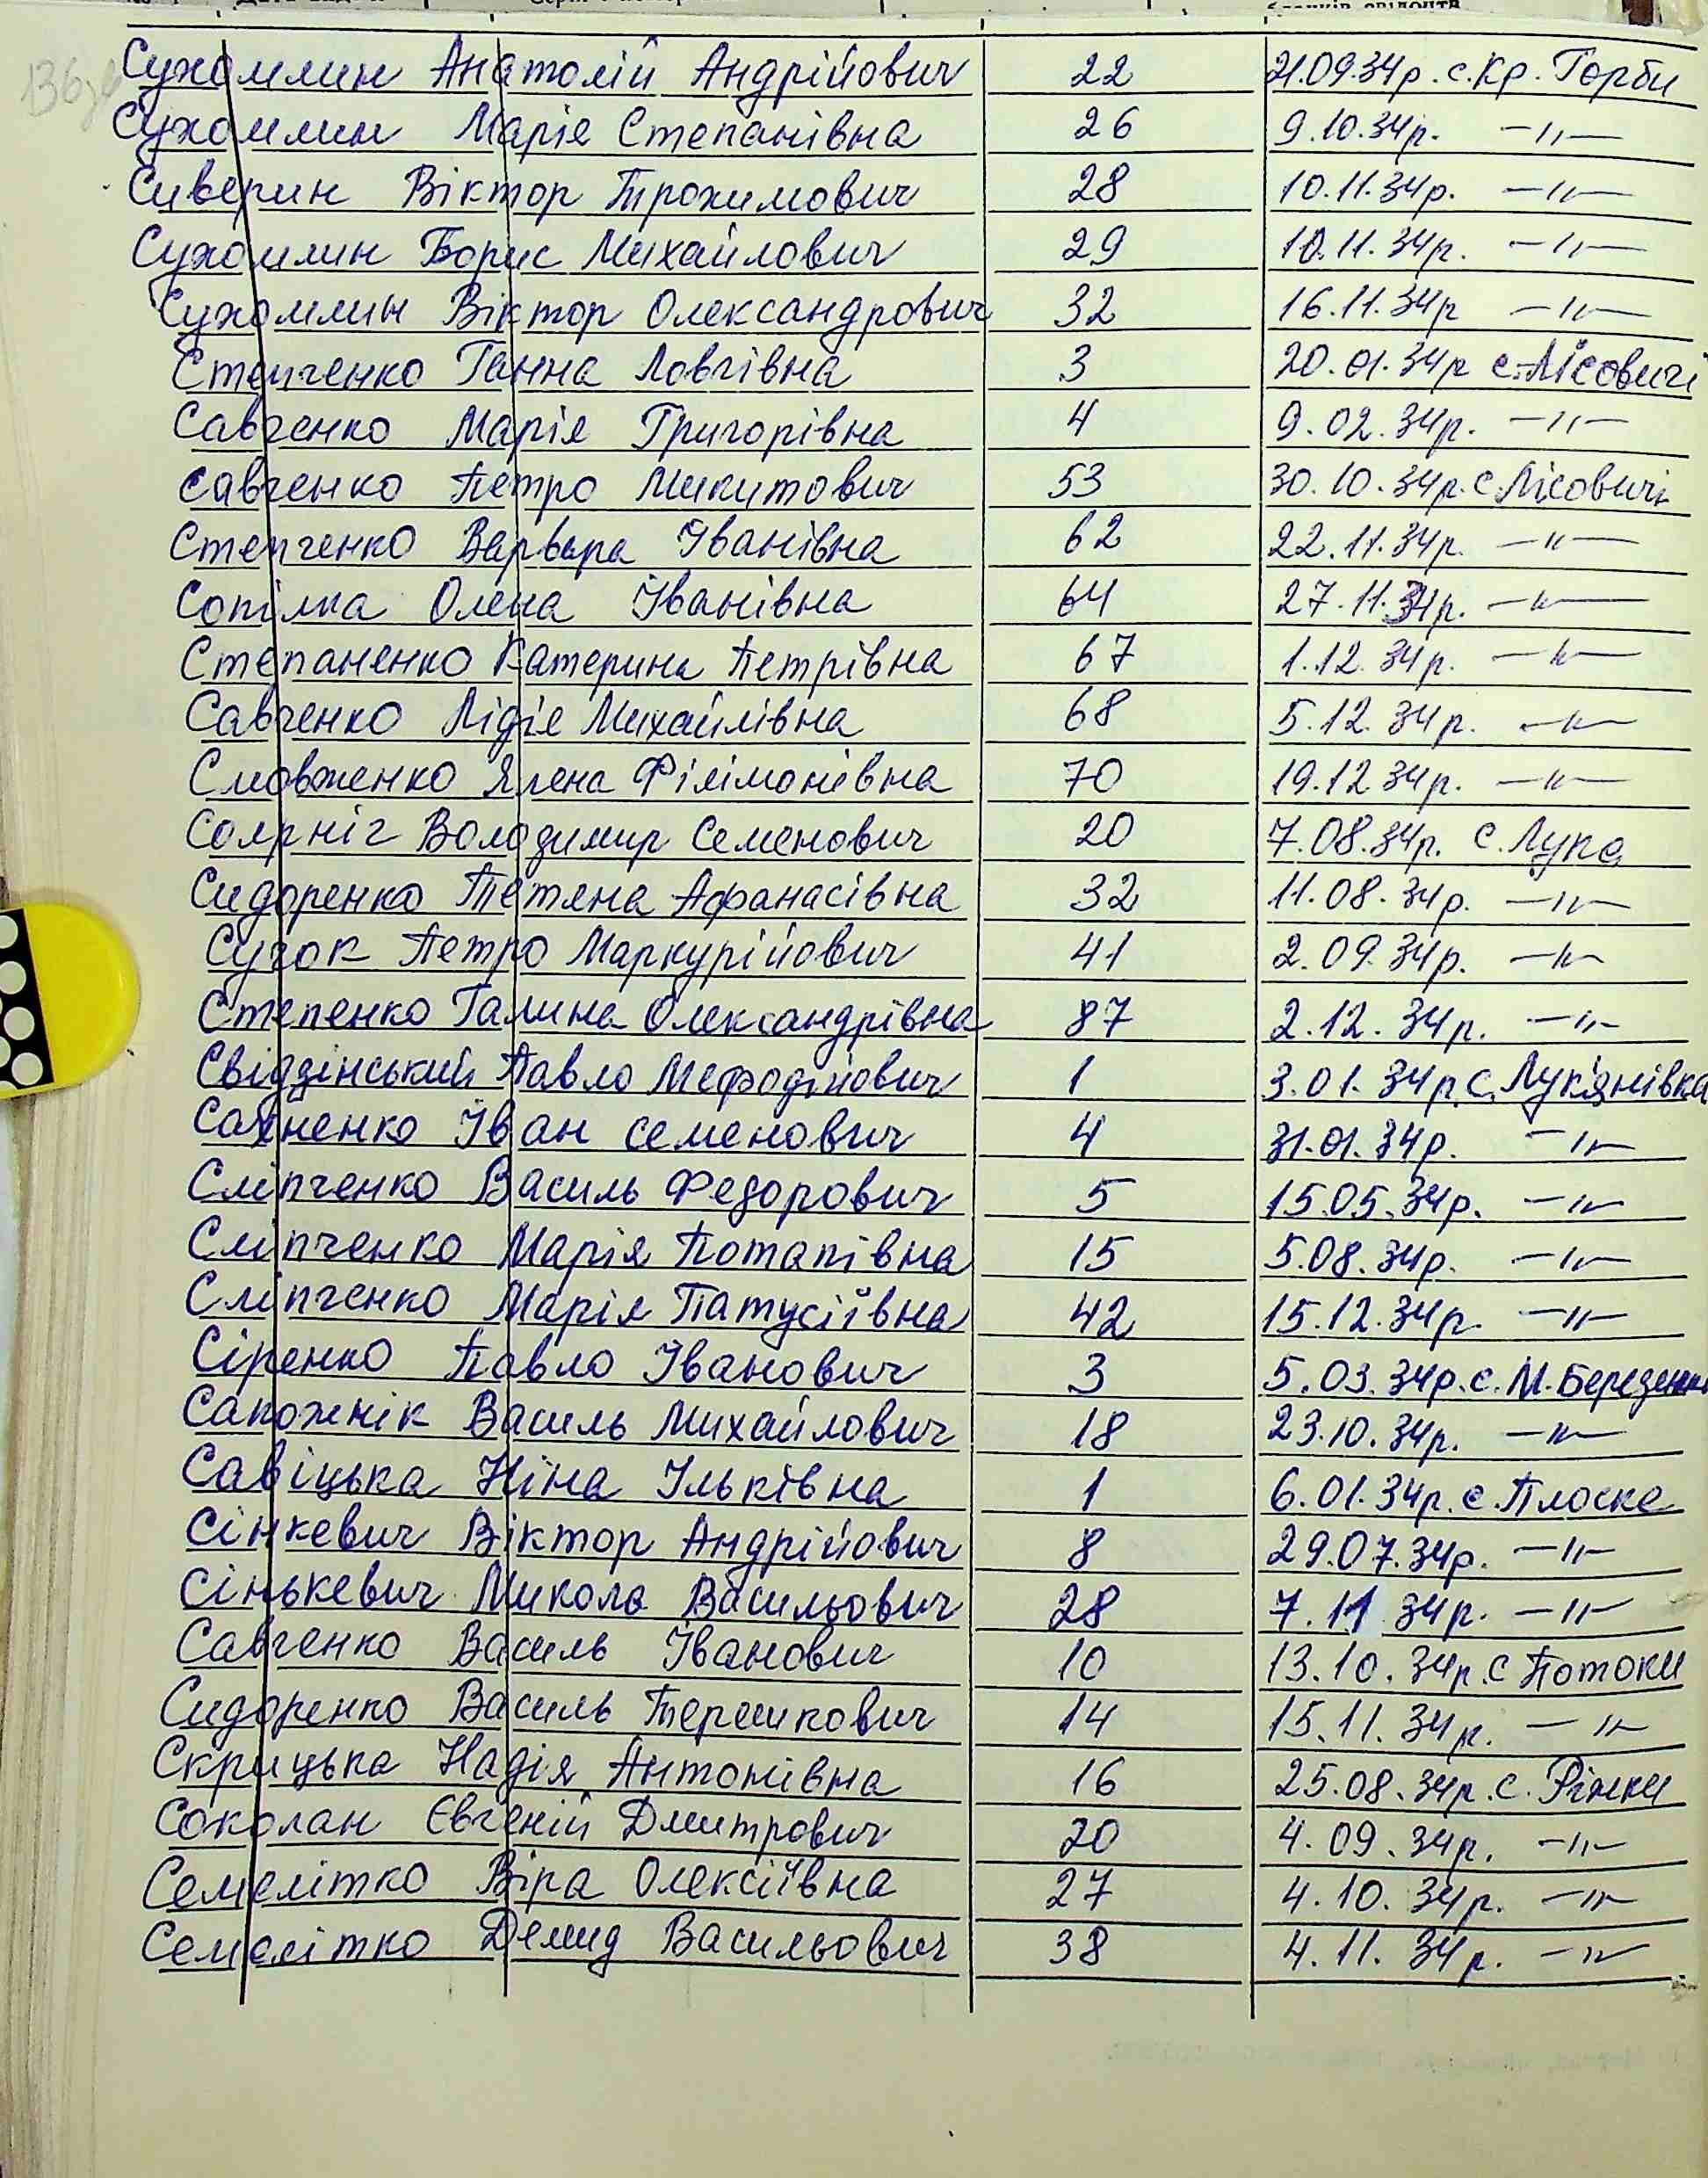 Сухомлин Анатолій Андрійович 22 21.09.34р. с. Кр. Горби
Сухомлин Марія Степанівна 26 9.10.34р. -"-
Сиверин Віктор Трохимович 28 10.11.34р. -"-
Сухомлин Борис Михайлович 29 10.11.34р. -"-
Сухомлин Віктор Олександрович 32 16.11.34р -"-
Степченко Ганна Ловгівна 3 20.01.34р с. Лісовичі
Савченко Марія Григорівна 4 9.02.34р. -"-
Савченко Петро Микитович 53 30.10.34р. с. Лісовичі
Степченко Варвара Іванівна 62 22.11.34р. -"-
Сопілка Олена Іванівна 64 27.11.34р. -"-
Степаненко Катерина Петрівна 67 1.12.34р. -"-
Савченко Лідія Михайлівна 68 5.12.34р. -"-
Словженко Ялена Філімонівна 70 19.12.34р. -"-
Соярніг Володимир Семенович 20 7.08.34р. с. Лука
Сидоренко Тетяна Афанасівна 32 11.08.34р. -"-
Сучок Петро Маркурійович 41 2.09.34р. -"-
Степенко Галина Олександрівна 87 2.12.34р. -"-
Свідзінський Павло Мефодійович 1 3.01.34р. с. Лук'янівка
Сахненко Іван Семенович 4 31.01.34р. -"-
Сліпченко Василь Федорович 5 15.05.34р. -"-
Сліпченко Марія Потапівна 15 5.08.34р. -"-
Сліпченко Марія Патусіївна 42 15.12.34р. -"-
Сіренко Павло Іванович 3 5.03.34р. с. М. Березенка
Сапожнік Василь Михайлович 18 23.10.34р. -"-
Савіцька Ніна Ільківна 1 6.01.34р. с. Плоске
Сінкевич Віктор Андрійович 8 29.07.34р. -"-
Сінькевич Микола Васильович 28 7.11.34р. -"-
Савченко Василь Іванович 10 13.10.34р. с Потоки
Сидоренко Василь Терешкович 14 15.11.34р. -"-
Скрицька Надія Антонівна 16 25.08.34р. с. Ріжки
Соколан Євгеній Дмитрович 20 4.09.34р. -"-
Семелітко Віра Олексіївна 27 4.10.34р. -"-
Семелітко Демид Васильович 38 4.11.34р. -"-